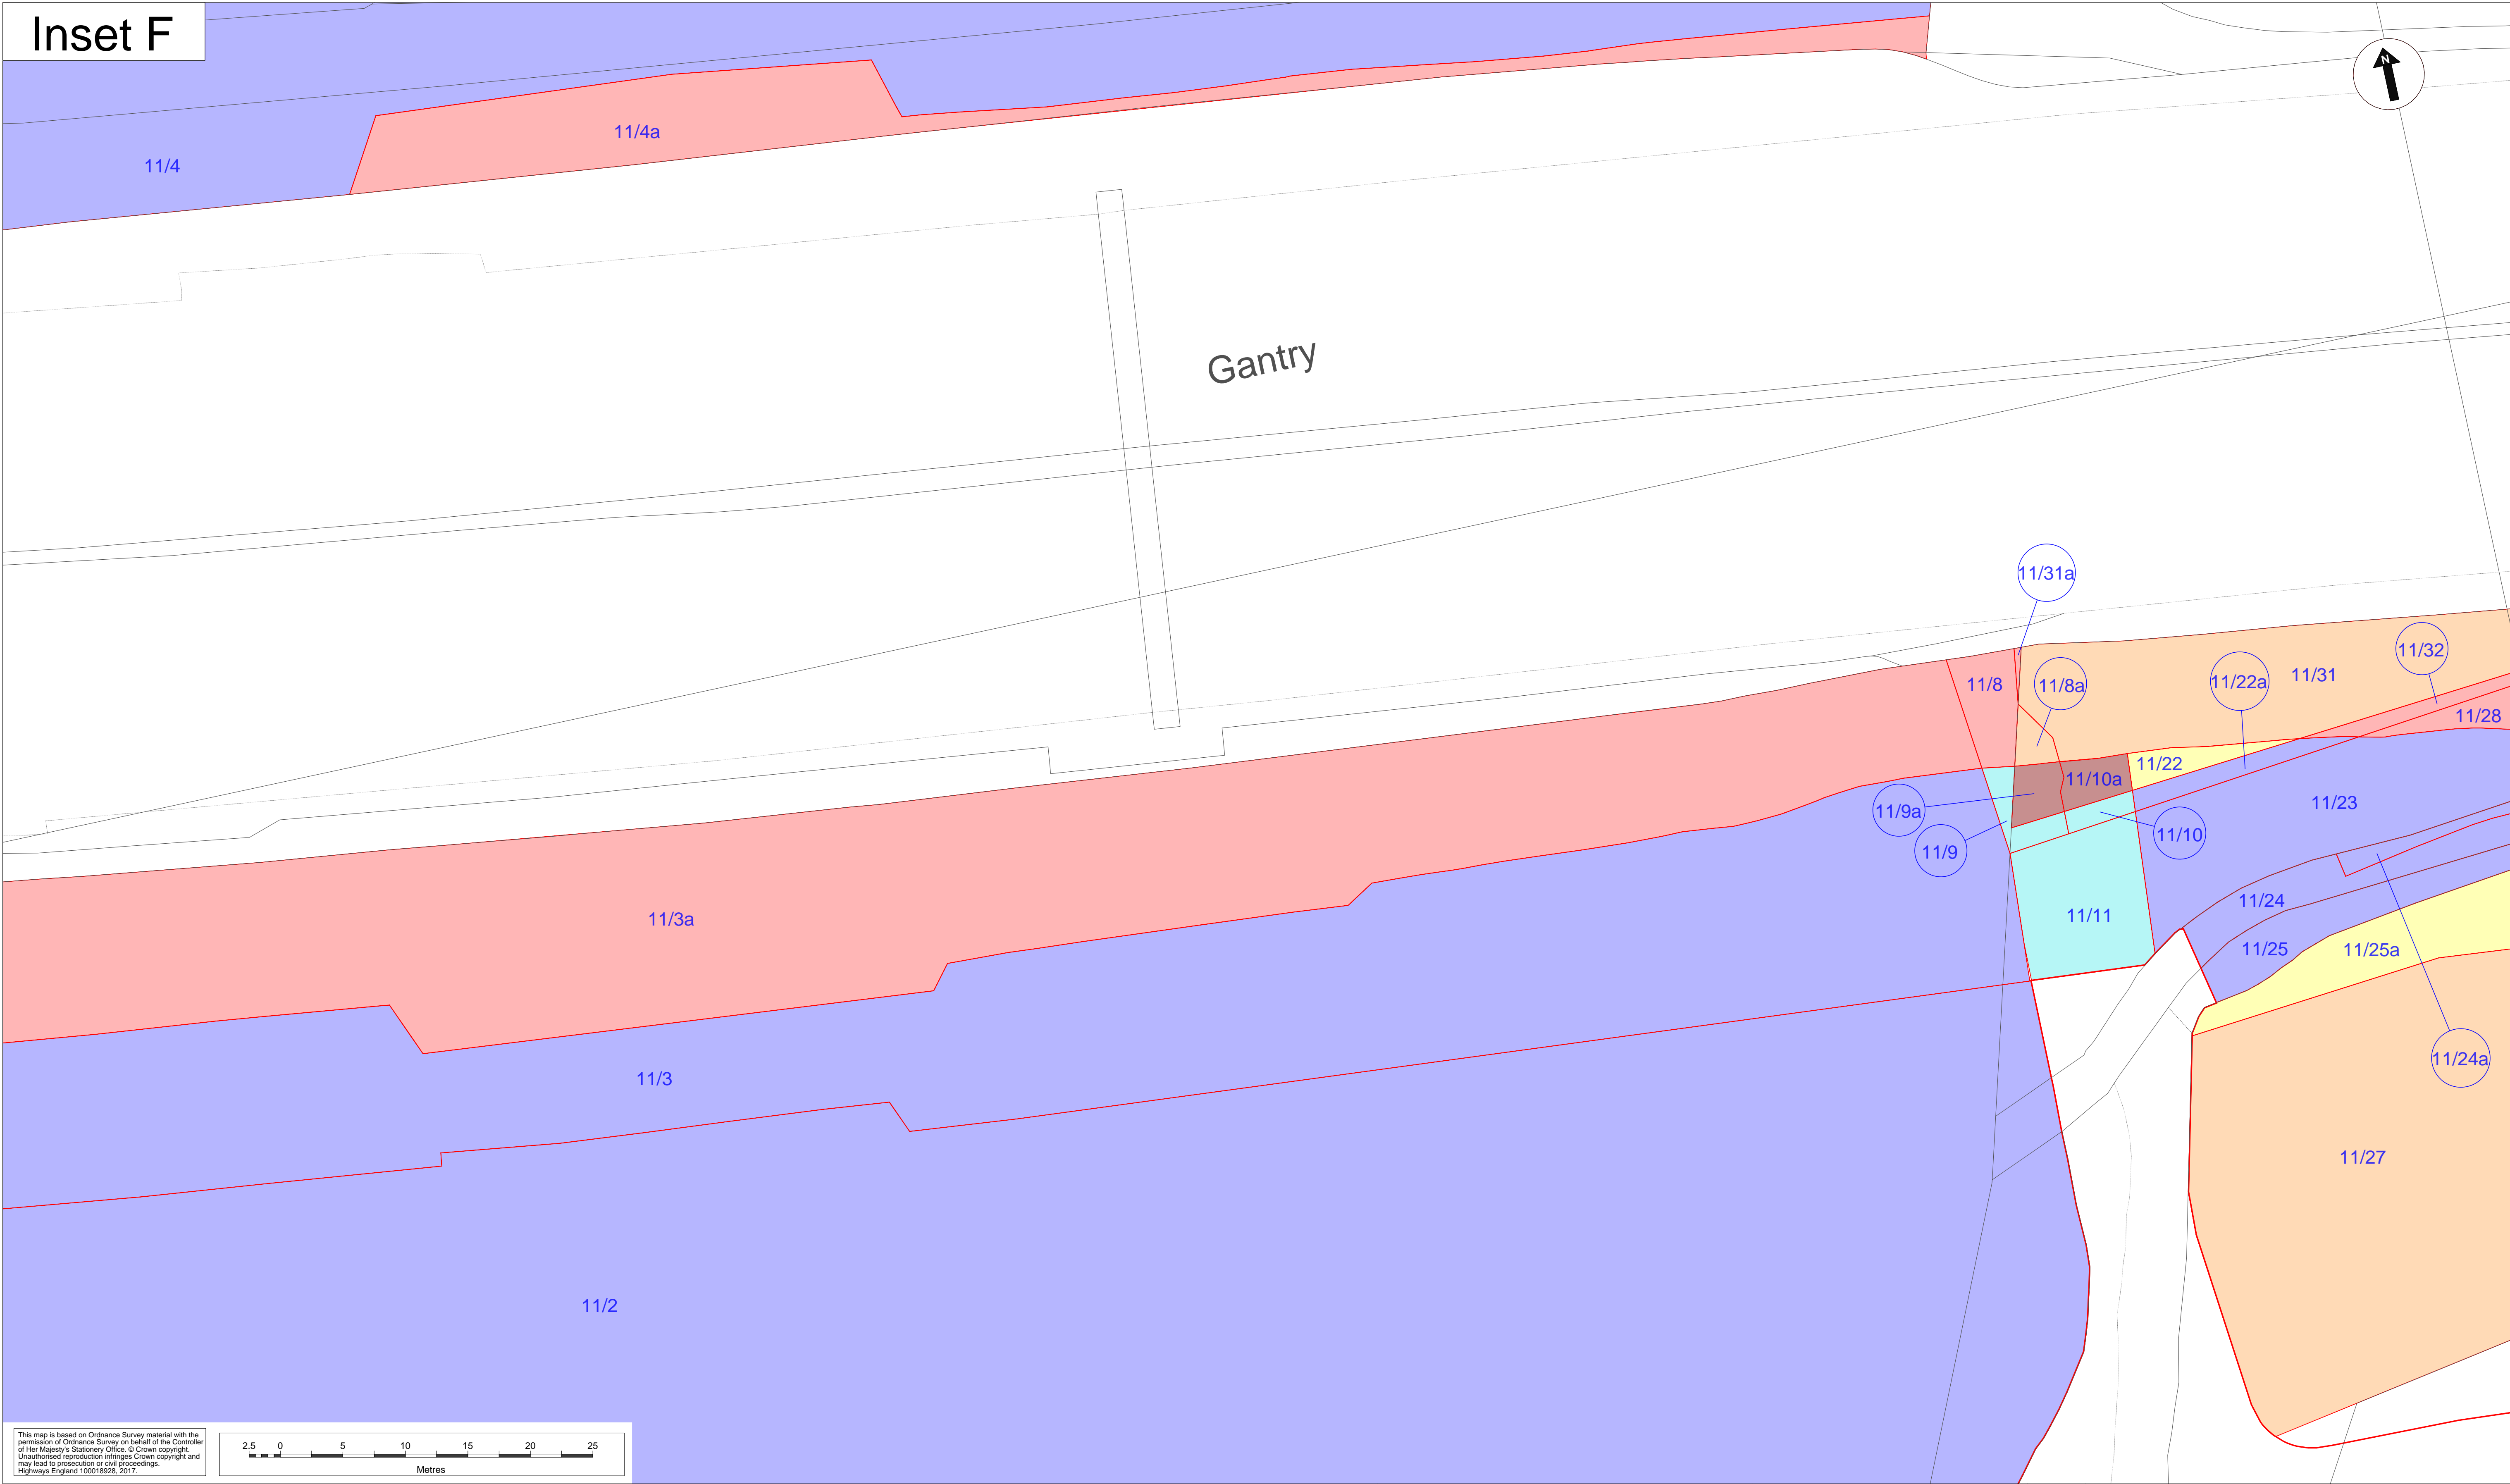 Inset F
N
11/4a
11/4
Gantry
11/31a
11/32
11/8
11/8a
11/22a
11/31
11/28
11/22
11/10a
11/9a
11/23
11/10
11/9
11/24
11/11
11/3a
11/25
11/25a
11/24a
11/3
11/27
11/2
This map is based on Ordnance Survey material with the
permission of Ordnance Survey on behalf of the Controller
of Her Majesty's Stationery Office. © Crown copyright.
Unauthorised reproduction infringes Crown copyright and
may lead to prosecution or civil proceedings.
Highways England 100018928, 2017.
2.5 0 5 10 15 20 25
Metres